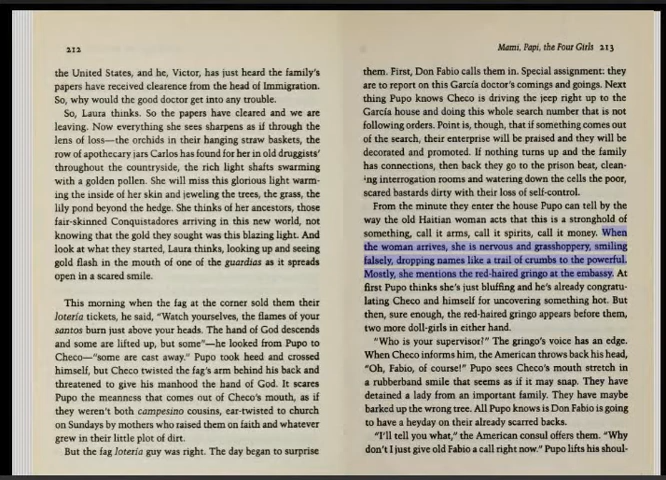 212
the United States, and he, Victor, has just heard the family's
papers have received clearence from the head of Immigration.
So, why would the good doctor get into any trouble.
So, Laura thinks. So the papers have cleared and we are
leaving. Now everything she sees sharpens as if through the
lens of loss—the orchids in their hanging straw baskets, the
row of apothecary jars Carlos has found for her in old druggists'
throughout the countryside, the rich light shafts swarming
with a golden pollen. She will miss this glorious light warm-
ing the inside of her skin and jeweling the trees, the grass, the
lily pond beyond the hedge. She thinks of her ancestors, those
fair-skinned Conquistadores arriving in this new world, not
knowing that the gold they sought was this blazing light. And
look at what they started, Laura thinks, looking up and seeing
gold flash in the mouth of one of the guardias as it spreads
open in a scared smile.
This morning when the fag at the corner sold them their
lotería tickets, he said, "Watch yourselves, the flames of your
santos burn just above your heads. The hand of God descends
and some are lifted up, but some"—he looked from Pupo to
Checo—"some are cast away." Pupo took heed and crossed
himself, but Checo twisted the fag's arm behind his back and
threatened to give his manhood the hand of God. It scares
Pupo the meanness that comes out of Checo's mouth, as if
they weren't both campesino cousins, ear-twisted to church
on Sundays by mothers who raised them on faith and whatever
grew in their little plot of dirt.
But the fag lotería guy was right. The day began to surprise
Mami, Papi, the Four Girls 213
them. First, Don Fabio calls them in. Special assignment: they
are to report on this García doctor's comings and goings. Next
thing Pupo knows Checo is driving the jeep right up to the
García house and doing this whole search number that is not
following orders. Point is, though, that if something comes out
of the search, their enterprise will be praised and they will be
decorated and promoted. If nothing turns up and the family
has connections, then back they go to the prison beat, clean-
ing interrogation rooms and watering down the cells the poor,
scared bastards dirty with their loss of self-control.
From the minute they enter the house Pupo can tell by the
way the old Haitian woman acts that this is a stronghold of
something, call it arms, call it spirits, call it money. When
the woman arrives, she is nervous and grasshoppery, smiling
falsely, dropping names like a trail of crumbs to the powerful.
Mostly, she mentions the red-haired gringo at the embassy. At
first Pupo thinks she's just bluffing and he's already congratu-
lating Checo and himself for uncovering something hot. But
then, sure enough, the red-haired gringo appears before them,
two more doll-girls in either hand.
"Who is your supervisor?" The gringo's voice has an edge.
When Checo informs him, the American throws back his head,
"Oh, Fabio, of course!" Pupo sees Checo's mouth stretch in
a rubberband smile that seems as if it may snap. They have
detained a lady from an important family. They have maybe
barked up the wrong tree. All Pupo knows is Don Fabio is going
to have a heyday on their already scarred backs.
"I'll tell you what," the American consul offers them. "Why
don't I just give old Fabio a call right now." Pupo lifts his shoul-